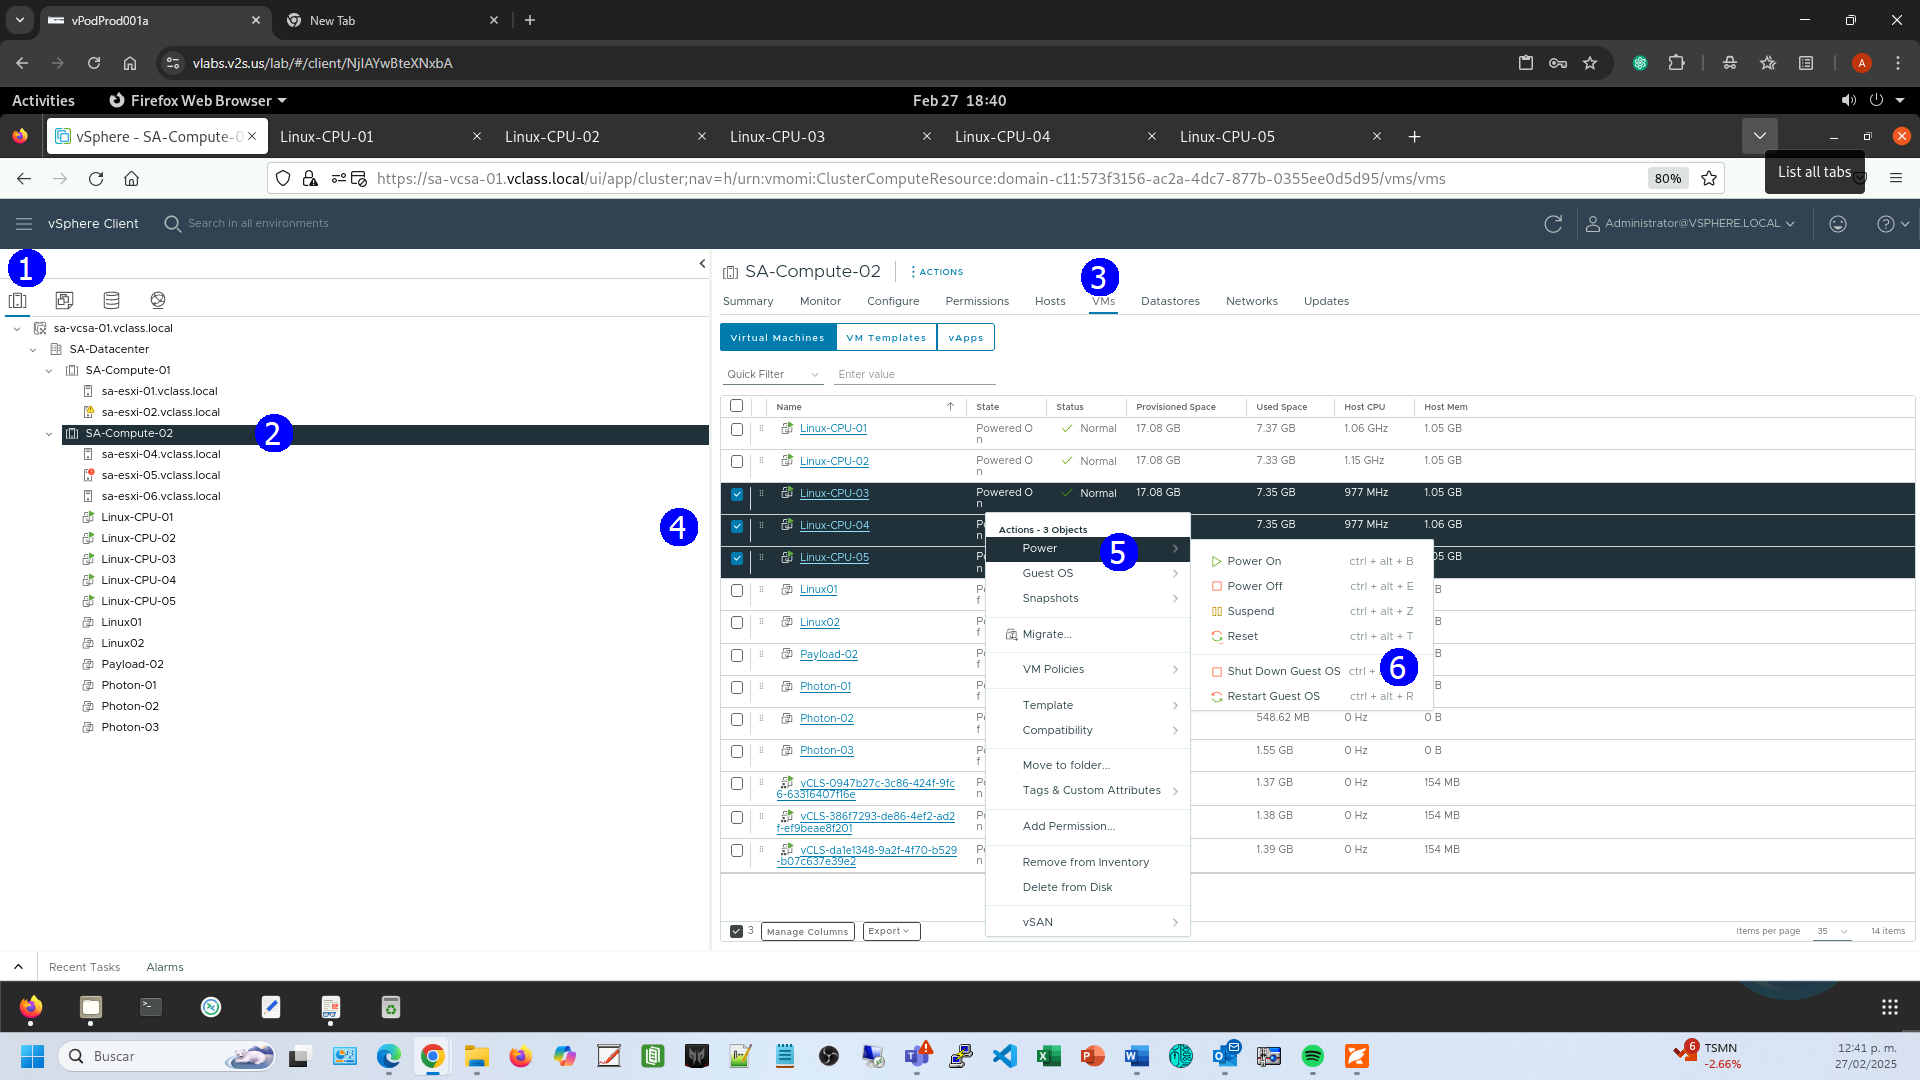 vPodProd001a
New Tab
vlabs.v2s.us/lab/#/client/NjlAYwBteXNxbA
A
Activities
Firefox Web Browser
Feb 27 18:40
vSphere - SA-Compute-0
Linux-CPU-01
Linux-CPU-02
Linux-CPU-03
Linux-CPU-04
Linux-CPU-05
https://sa-vcsa-01.vclass.local/ui/app/cluster;nav=h/urn:vmomi:ClusterComputeResource:domain-c11:573f3156-ac2a-4dc7-877b-0355ee0d5d95/vms/vms
80%
List all tabs
vSphere Client
Search in all environments
Administrator@VSPHERE.LOCAL
1
sa-vcsa-01.vclass.local
SA-Datacenter
SA-Compute-01
sa-esxi-01.vclass.local
sa-esxi-02.vclass.local
SA-Compute-02
2
sa-esxi-04.vclass.local
sa-esxi-05.vclass.local
sa-esxi-06.vclass.local
Linux-CPU-01
Linux-CPU-02
Linux-CPU-03
Linux-CPU-04
Linux-CPU-05
Linux01
Linux02
Payload-02
Photon-01
Photon-02
Photon-03
SA-Compute-02
ACTIONS
3
Summary Monitor Configure Permissions Hosts VMs Datastores Networks Updates
Virtual Machines VM Templates vApps
Quick Filter Enter value
Name State Status Provisioned Space Used Space Host CPU Host Mem
Linux-CPU-01 Powered O Normal 17.08 GB 7.37 GB 1.06 GHz 1.05 GB
n
Linux-CPU-02 Powered O Normal 17.08 GB 7.33 GB 1.15 GHz 1.05 GB
n
Linux-CPU-03 Powered O Normal 17.08 GB 7.35 GB 977 MHz 1.05 GB
n
4
Linux-CPU-04 7.35 GB 977 MHz 1.06 GB
n
Linux-CPU-05 05 GB
n
Linux01 B
f
Linux02 B
f
Payload-02 B
f
Photon-01 B
f
Photon-02 548.62 MB 0 Hz 0 B
f
Photon-03 1.55 GB 0 Hz 0 B
f
vCLS-0947b27c-3c86-424f-9fc 1.37 GB 0 Hz 154 MB
6-63316407f16e n
vCLS-386f7293-de86-4ef2-ad2 1.38 GB 0 Hz 154 MB
f-ef9beae8f201 n
vCLS-da1e1348-9a2f-4f70-b529 1.39 GB 0 Hz 154 MB
-b07c637e39e2 n
Actions - 3 Objects
Power
5
Guest OS
Snapshots
Migrate...
VM Policies
Template
Compatibility
Move to folder...
Tags & Custom Attributes
Add Permission...
Remove from Inventory
Delete from Disk
vSAN
Power On ctrl + alt + B
Power Off ctrl + alt + E
Suspend ctrl + alt + Z
Reset ctrl + alt + T
Shut Down Guest OS ctrl +
6
Restart Guest OS ctrl + alt + R
3 Manage Columns Export
Items per page 35 14 items
Recent Tasks Alarms
Buscar
6
TSMN
-2.66%
12:41 p. m.
27/02/2025